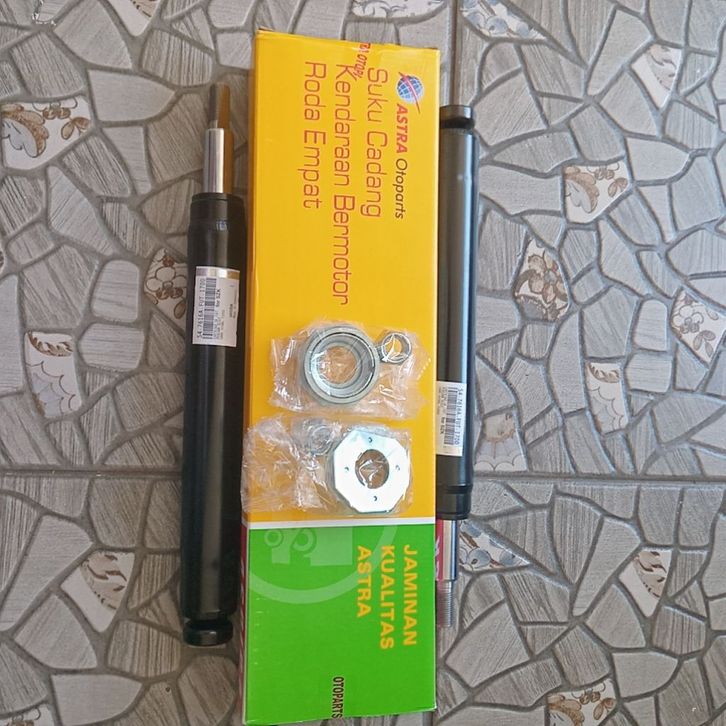 ASTRA Otoparts
Suku Cadang
Kendaraan Bermotor
Roda Empat
JAMINAN
KUALITAS
ASTRA
OTOPARTS